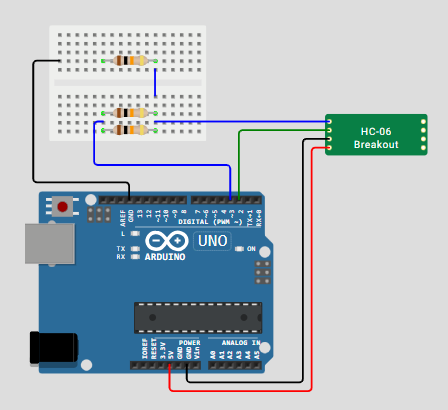 HC-06
Breakout
AREF
GND
13
12
~11
~10
~9
8
7
~6
~5
4
~3
2
TX→1
RX←0
DIGITAL (PWM ~)
L
TX
RX
UNO
ON
ARDUINO
IOREF
RESET
3.3V
5V
GND
GND
Vin
POWER
ANALOG IN
A0
A1
A2
A3
A4
A5